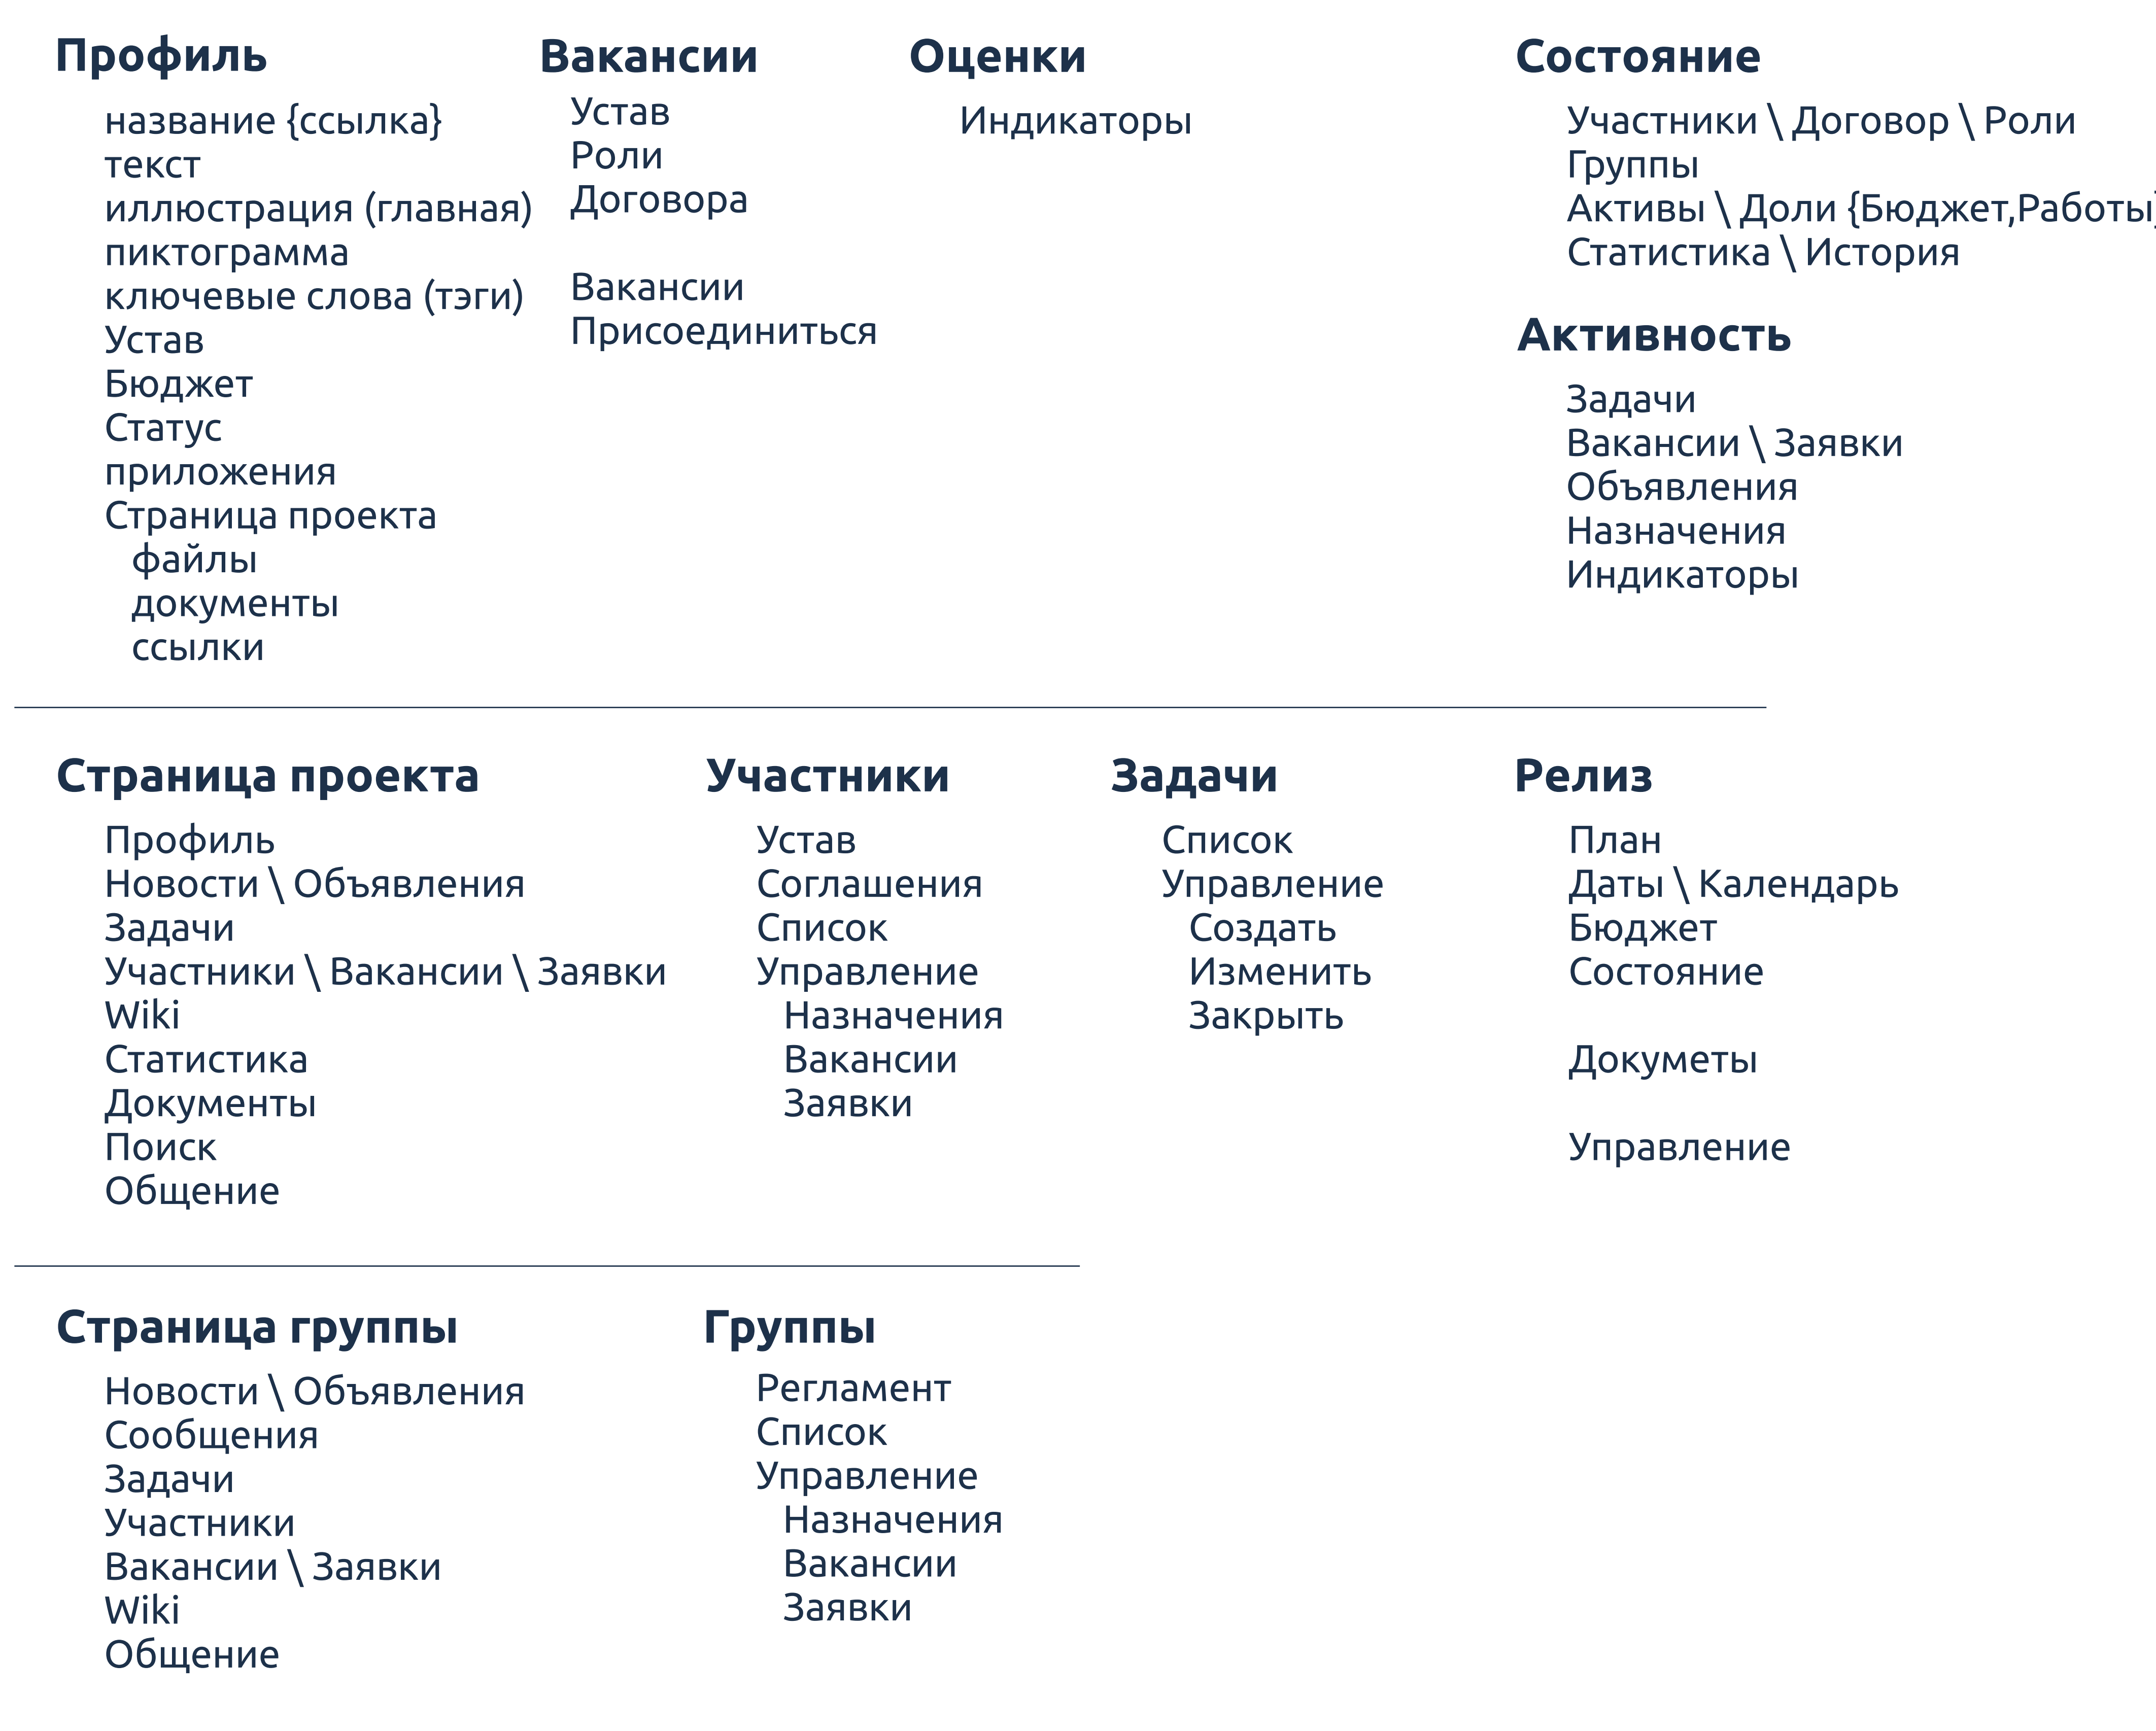 Профиль
название {ссылка}
текст
иллюстрация (главная)
пиктограмма
ключевые слова (тэги)
Устав
Бюджет
Статус
приложения
Страница проекта
файлы
документы
ссылки
Вакансии
Устав
Роли
Договора
Вакансии
Присоединиться
Оценки
Индикаторы
Состояние
Участники \ Договор \ Роли
Группы
Активы \ Доли {Бюджет,Работы}
Статистика \ История
Активность
Задачи
Вакансии \ Заявки
Объявления
Назначения
Индикаторы
Страница проекта
Профиль
Новости \ Объявления
Задачи
Участники \ Вакансии \ Заявки
Wiki
Статистика
Документы
Поиск
Общение
Участники
Устав
Соглашения
Список
Управление
Назначения
Вакансии
Заявки
Задачи
Список
Управление
Создать
Изменить
Закрыть
Релиз
План
Даты \ Календарь
Бюджет
Состояние
Докуметы
Управление
Страница группы
Новости \ Объявления
Сообщения
Задачи
Участники
Вакансии \ Заявки
Wiki
Общение
Группы
Регламент
Список
Управление
Назначения
Вакансии
Заявки